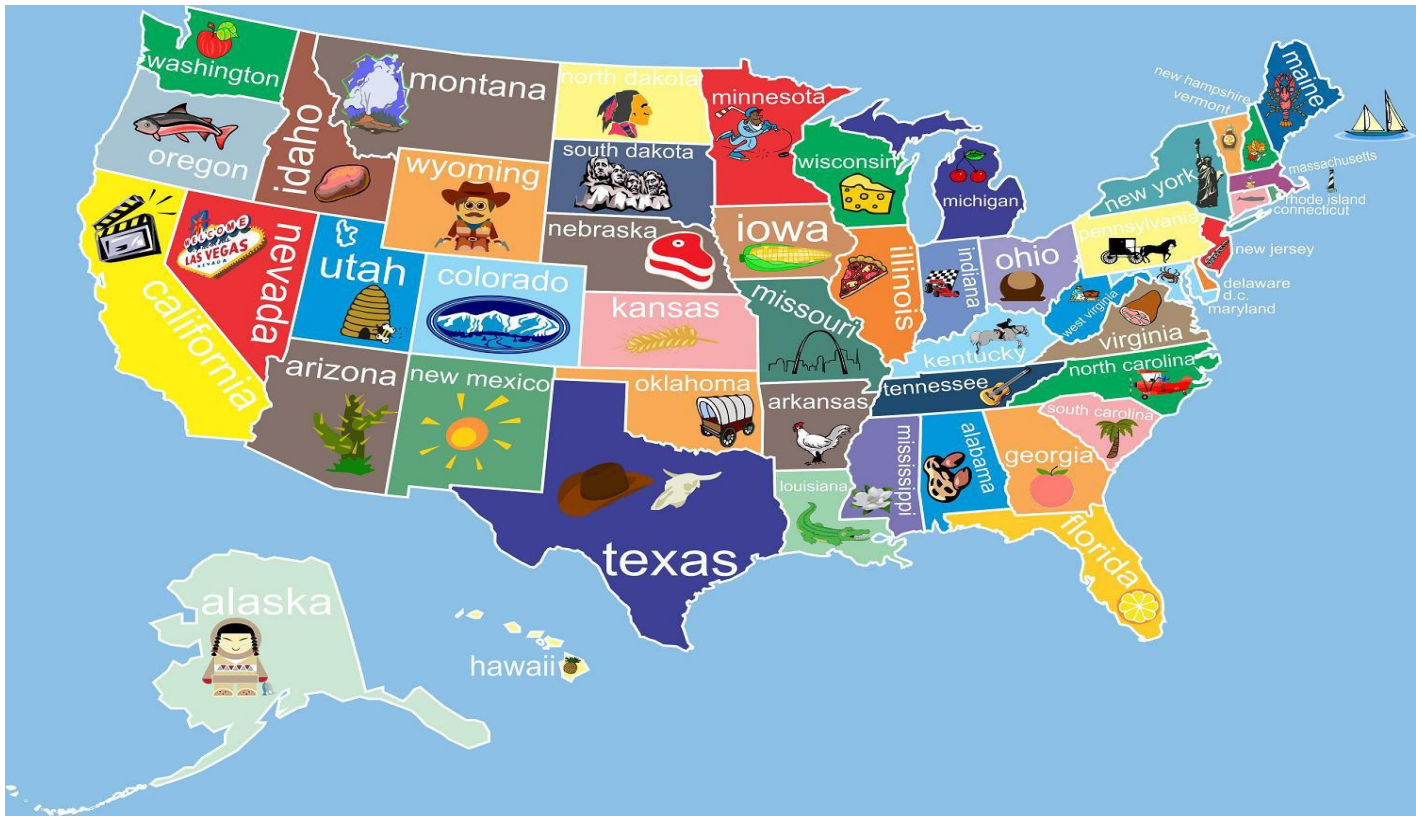 washington
montana
north dakota
minnesota
new hampshire
vermont
maine
oregon
idaho
wyoming
south dakota
wisconsin
michigan
new york
massachusetts
rhode island
connecticut
WELCOME
TO Fabulous
LAS VEGAS
NEVADA
nevada
utah
colorado
nebraska
iowa
illinois
indiana
ohio
pennsylvania
new jersey
delaware
d.c.
maryland
california
kansas
missouri
kentucky
west virginia
virginia
arizona
new mexico
oklahoma
arkansas
tennessee
north carolina
south carolina
texas
louisiana
mississippi
alabama
georgia
florida
alaska
hawaii